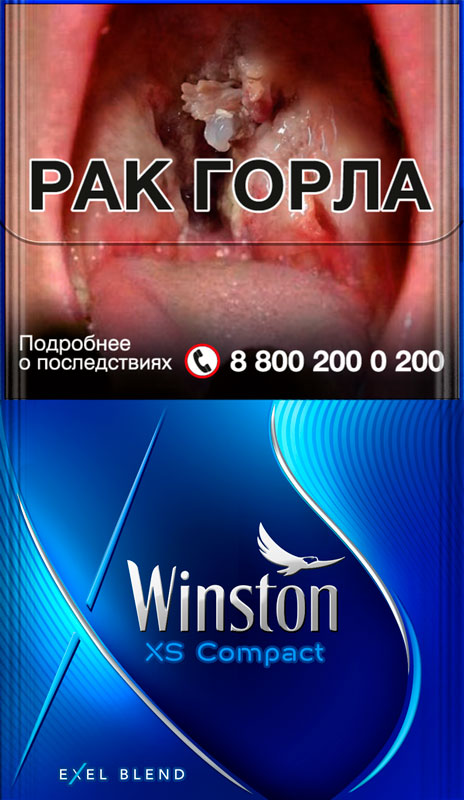 РАК ГОРЛА
Подробнее
о последствиях
8 800 200 0 200
Winston
XS Compact
EXEL BLEND